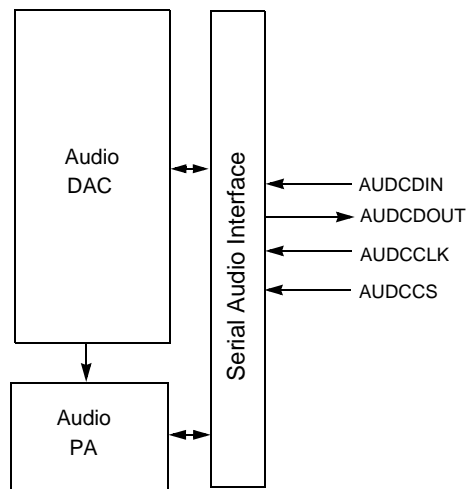 Audio
DAC
Serial Audio Interface
AUDCDIN
AUDCDOUT
AUDCCLK
AUDCCS
Audio
PA